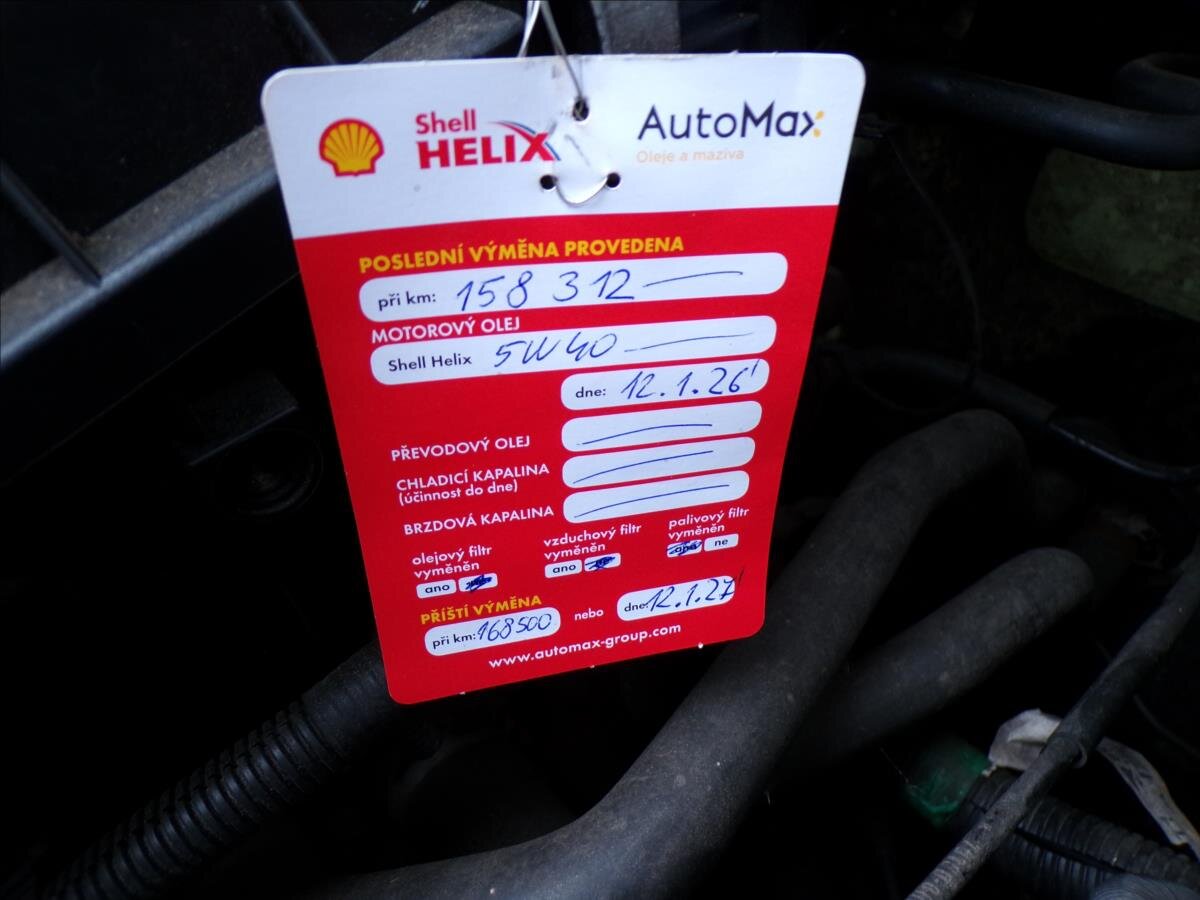 Shell
HELIX
AutoMax
Oleje a maziva
POSLEDNÍ VÝMĚNA PROVEDENA
při km: 158 312
MOTOROVÝ OLEJ
Shell Helix 5W40
dne: 12.1.26
PŘEVODOVÝ OLEJ
CHLADICÍ KAPALINA
(účinnost do dne)
BRZDOVÁ KAPALINA
olejový filtr
vyměněn
ano
vzduchový filtr
vyměněn
ano
palivový filtr
vyměněn
ano ne
PŘÍŠTÍ VÝMĚNA
při km: 168500 nebo dne: 12.1.27
www.automax-group.com